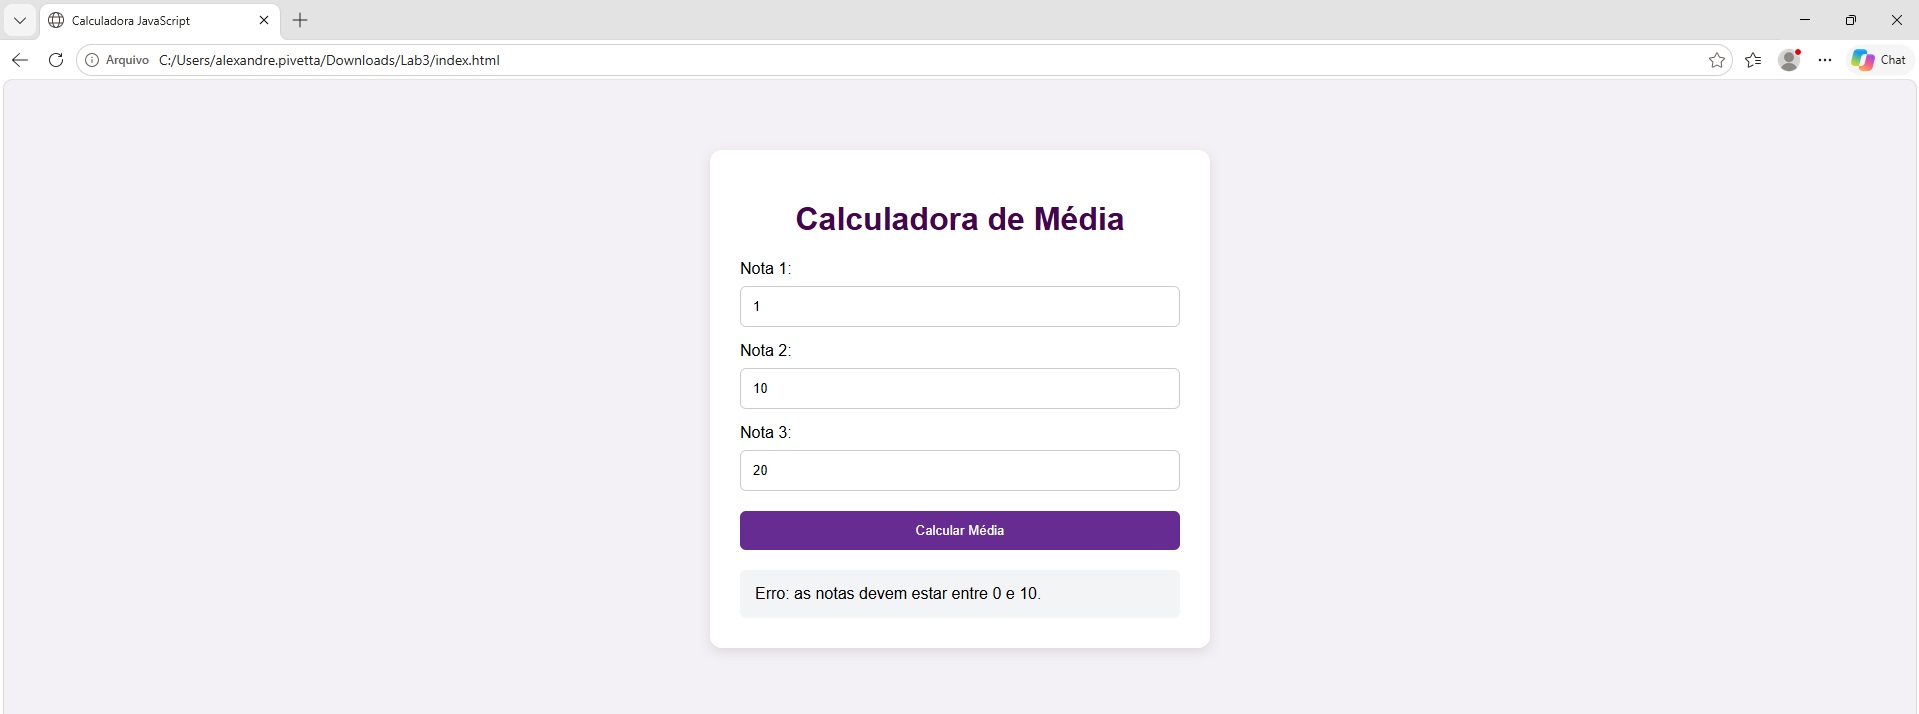 Calculadora JavaScript
Arquivo C:/Users/alexandre.pivetta/Downloads/Lab3/index.html
Chat
Calculadora de Média
Nota 1:
1
Nota 2:
10
Nota 3:
20
Calcular Média
Erro: as notas devem estar entre 0 e 10.